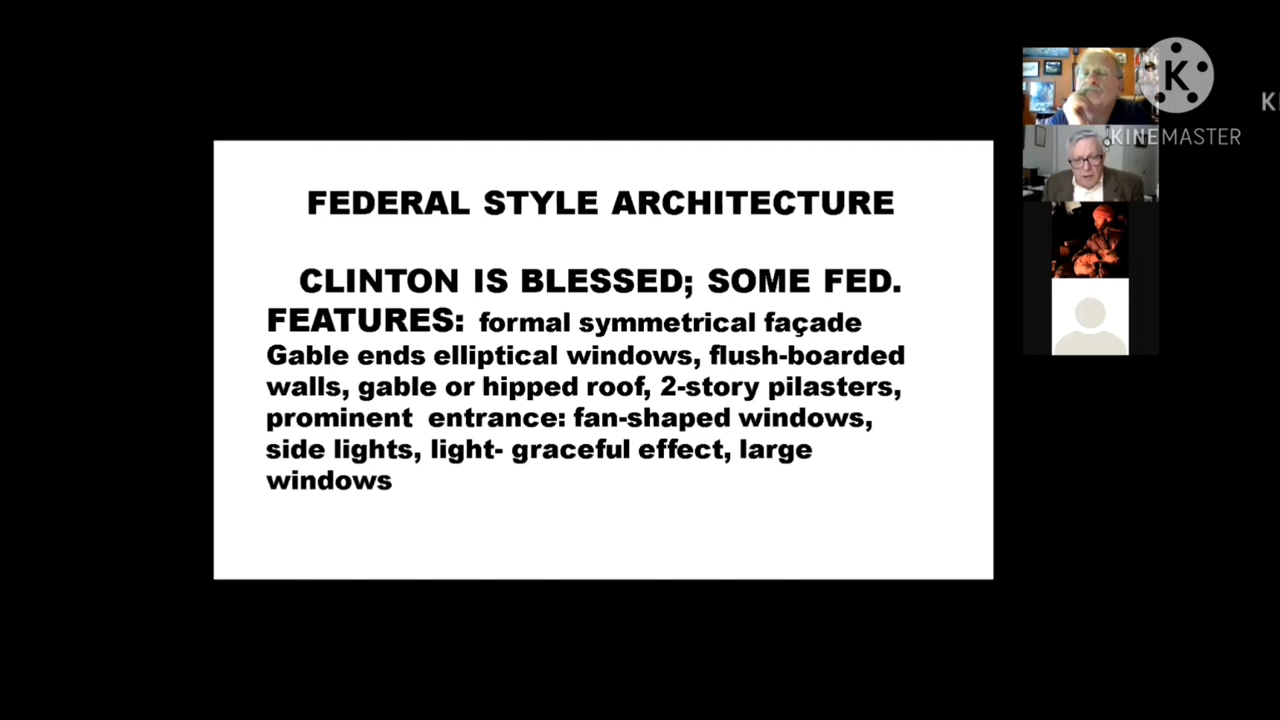 FEDERAL STYLE ARCHITECTURE
CLINTON IS BLESSED; SOME FED.
FEATURES: formal symmetrical façade
Gable ends elliptical windows, flush-boarded
walls, gable or hipped roof, 2-story pilasters,
prominent entrance: fan-shaped windows,
side lights, light- graceful effect, large
windows
K
KINEMASTER
K